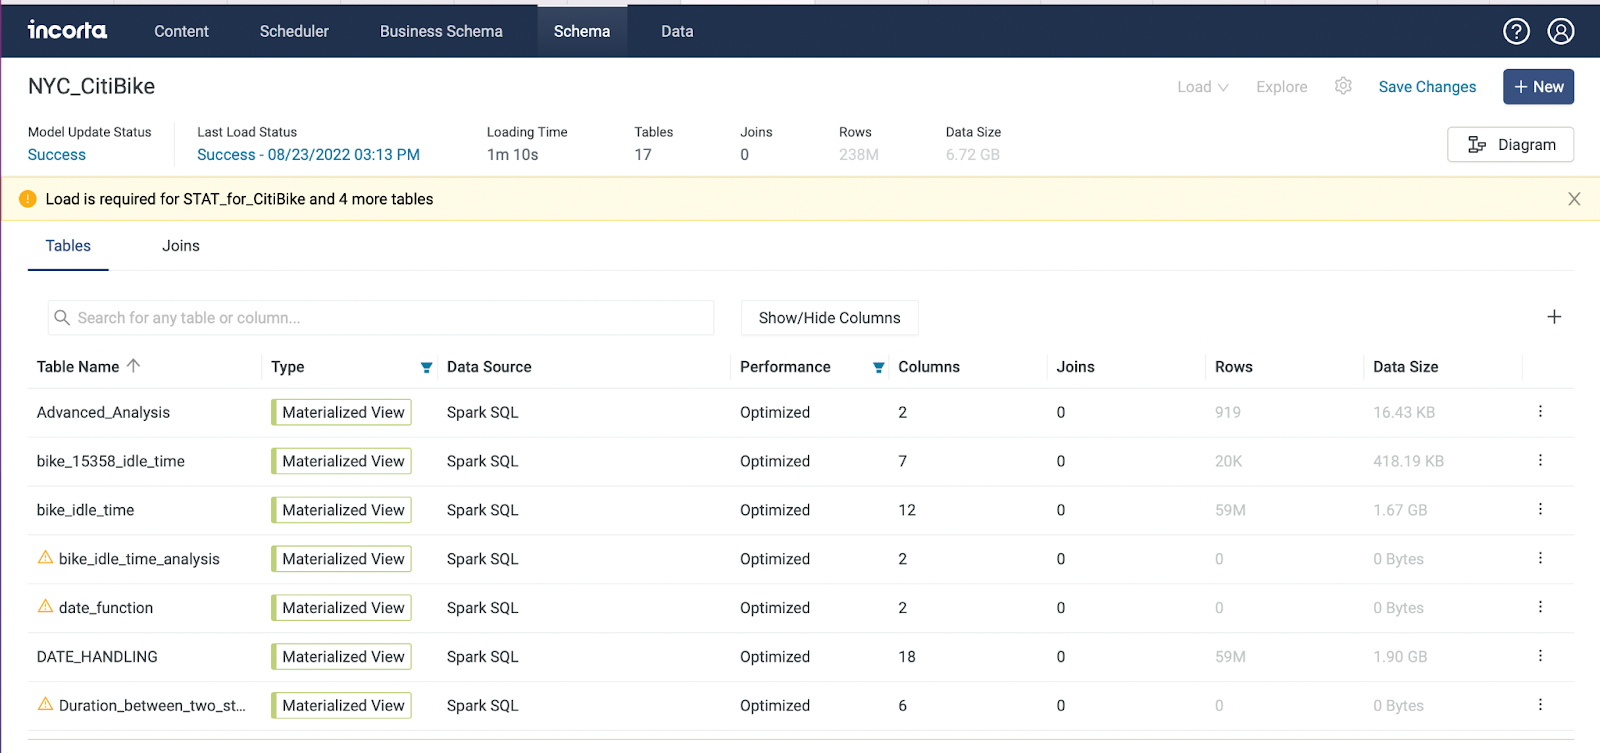 incorta Content Scheduler Business Schema Schema Data
NYC_CitiBike Load Explore Save Changes + New
Model Update Status Last Load Status Loading Time Tables Joins Rows Data Size
Success Success - 08/23/2022 03:13 PM 1m 10s 17 0 238M 6.72 GB Diagram
Load is required for STAT_for_CitiBike and 4 more tables
Tables Joins
Search for any table or column... Show/Hide Columns
Table Name Type Data Source Performance Columns Joins Rows Data Size
Advanced_Analysis Materialized View Spark SQL Optimized 2 0 919 16.43 KB
bike_15358_idle_time Materialized View Spark SQL Optimized 7 0 20K 418.19 KB
bike_idle_time Materialized View Spark SQL Optimized 12 0 59M 1.67 GB
bike_idle_time_analysis Materialized View Spark SQL Optimized 2 0 0 0 Bytes
date_function Materialized View Spark SQL Optimized 2 0 0 0 Bytes
DATE_HANDLING Materialized View Spark SQL Optimized 18 0 59M 1.90 GB
Duration_between_two_st... Materialized View Spark SQL Optimized 6 0 0 0 Bytes